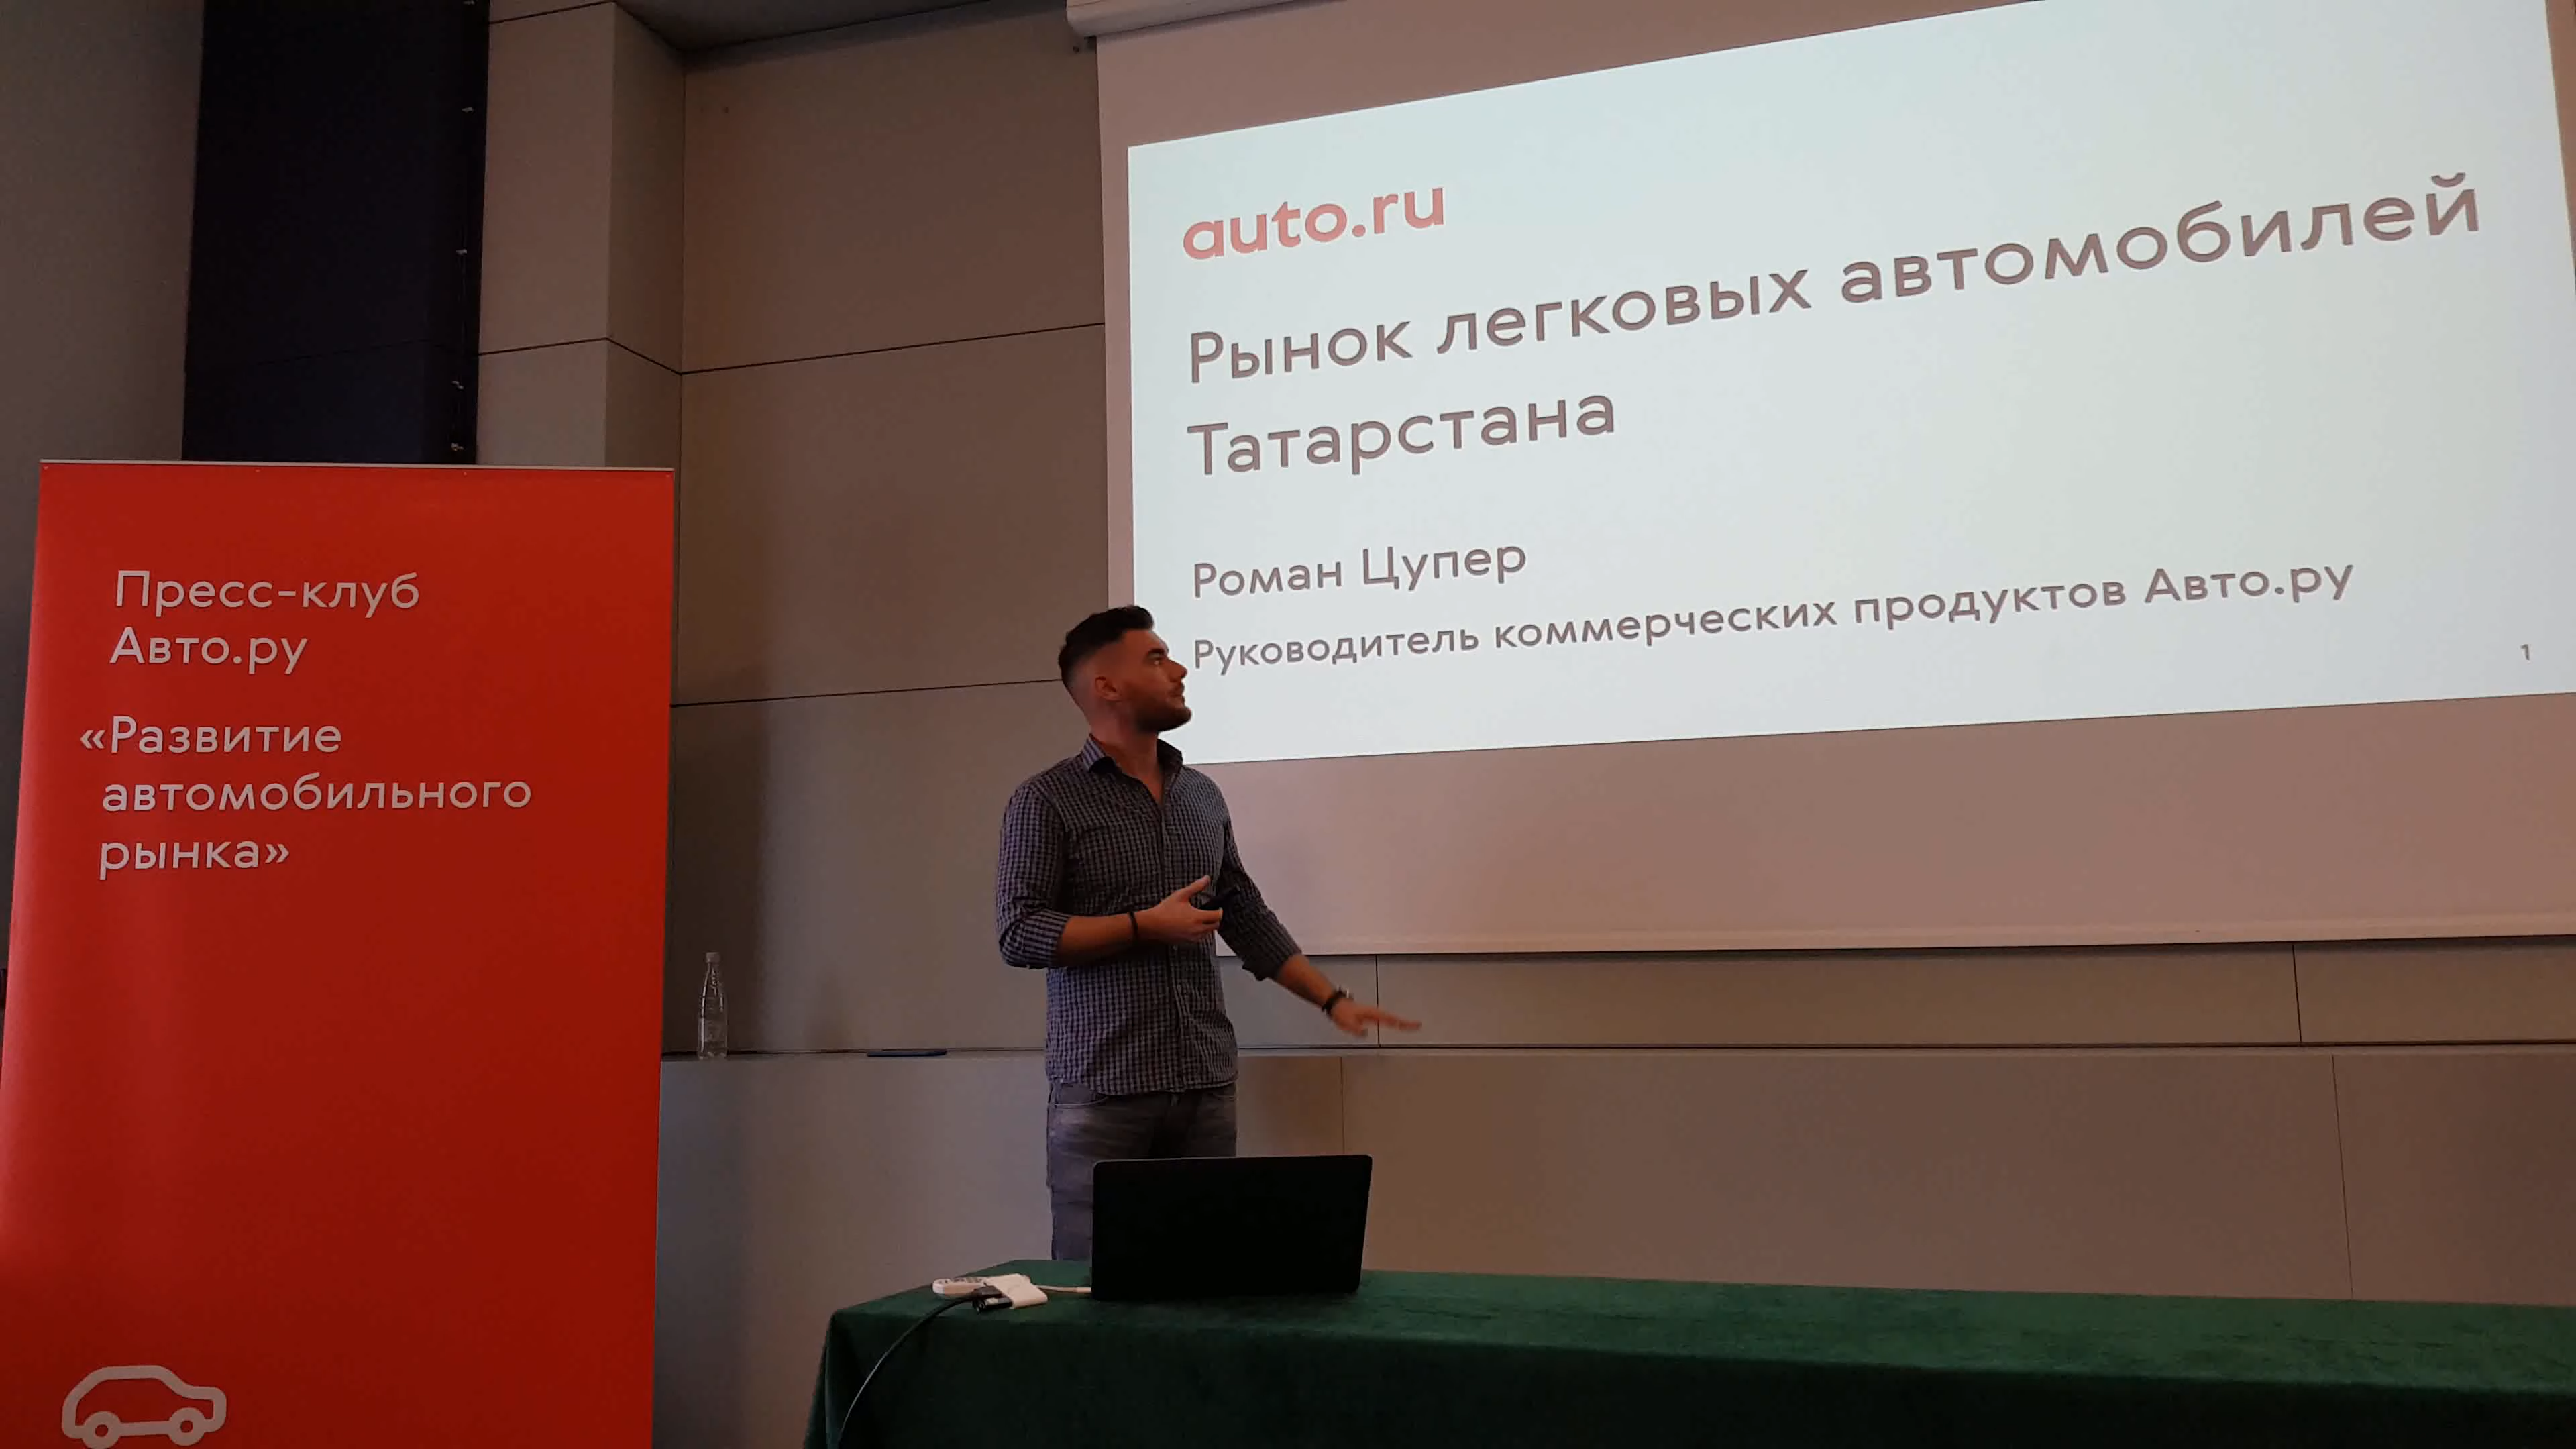 Пресс-клуб
Авто.ру
«Развитие
автомобильного
рынка»
auto.ru
Рынок легковых автомобилей
Татарстана
Роман Цупер
Руководитель коммерческих продуктов Авто.ру
1